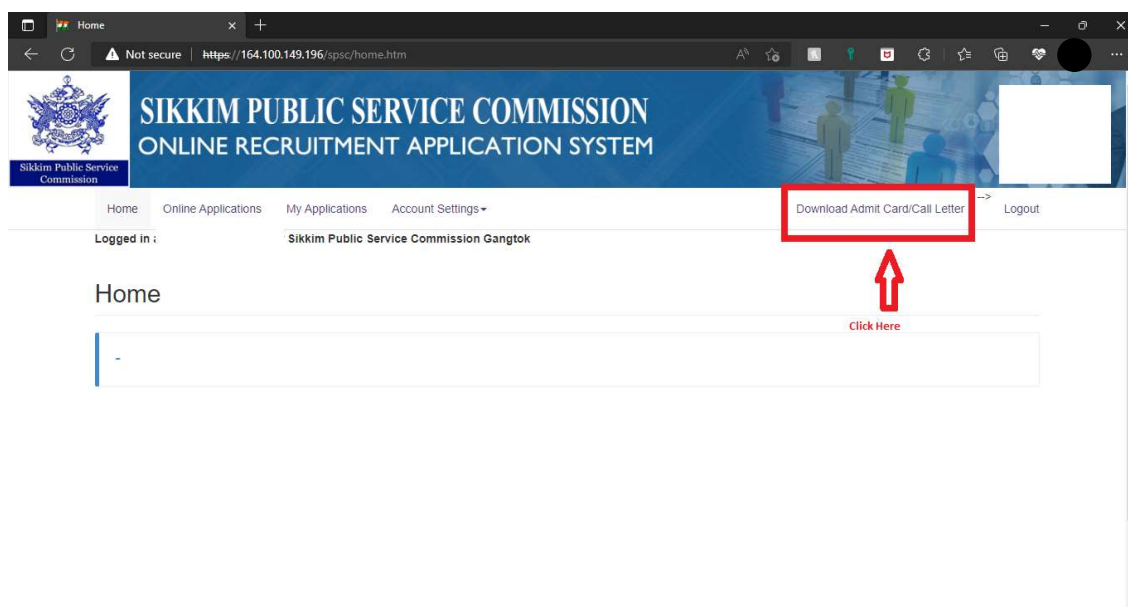 Home
Not secure https://164.100.149.196/spsc/home.htm
SIKKIM PUBLIC SERVICE COMMISSION
ONLINE RECRUITMENT APPLICATION SYSTEM
Sikkim Public Service
Commission
Home Online Applications My Applications Account Settings Download Admit Card/Call Letter --> Logout
Logged in Sikkim Public Service Commission Gangtok
Home
Click Here
-